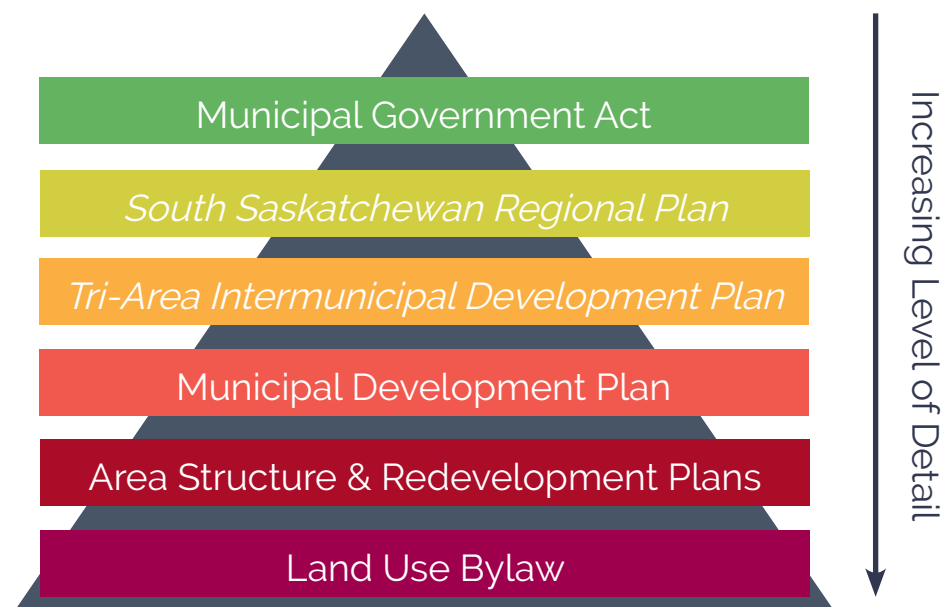 Municipal Government Act
South Saskatchewan Regional Plan
Tri-Area Intermunicipal Development Plan
Municipal Development Plan
Area Structure & Redevelopment Plans
Land Use Bylaw
Increasing Level of Detail